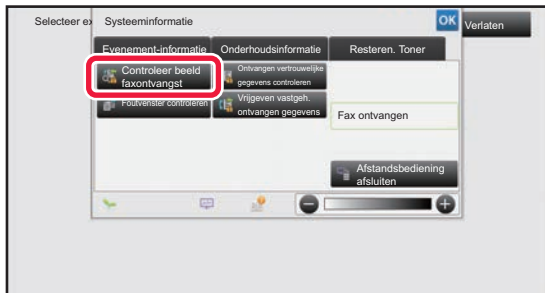 Selecteer ex
Systeeminformatie
OK
Verlaten
Evenement-informatie
Onderhoudsinformatie
Resteren. Toner
Controleer beeld
faxontvangst
Ontvangen vertrouwelijke
gegevens controleren
Foutvenster controleren
Vrijgeven vastgeh.
ontvangen gegevens
Fax ontvangen
Afstandsbediening
afsluiten